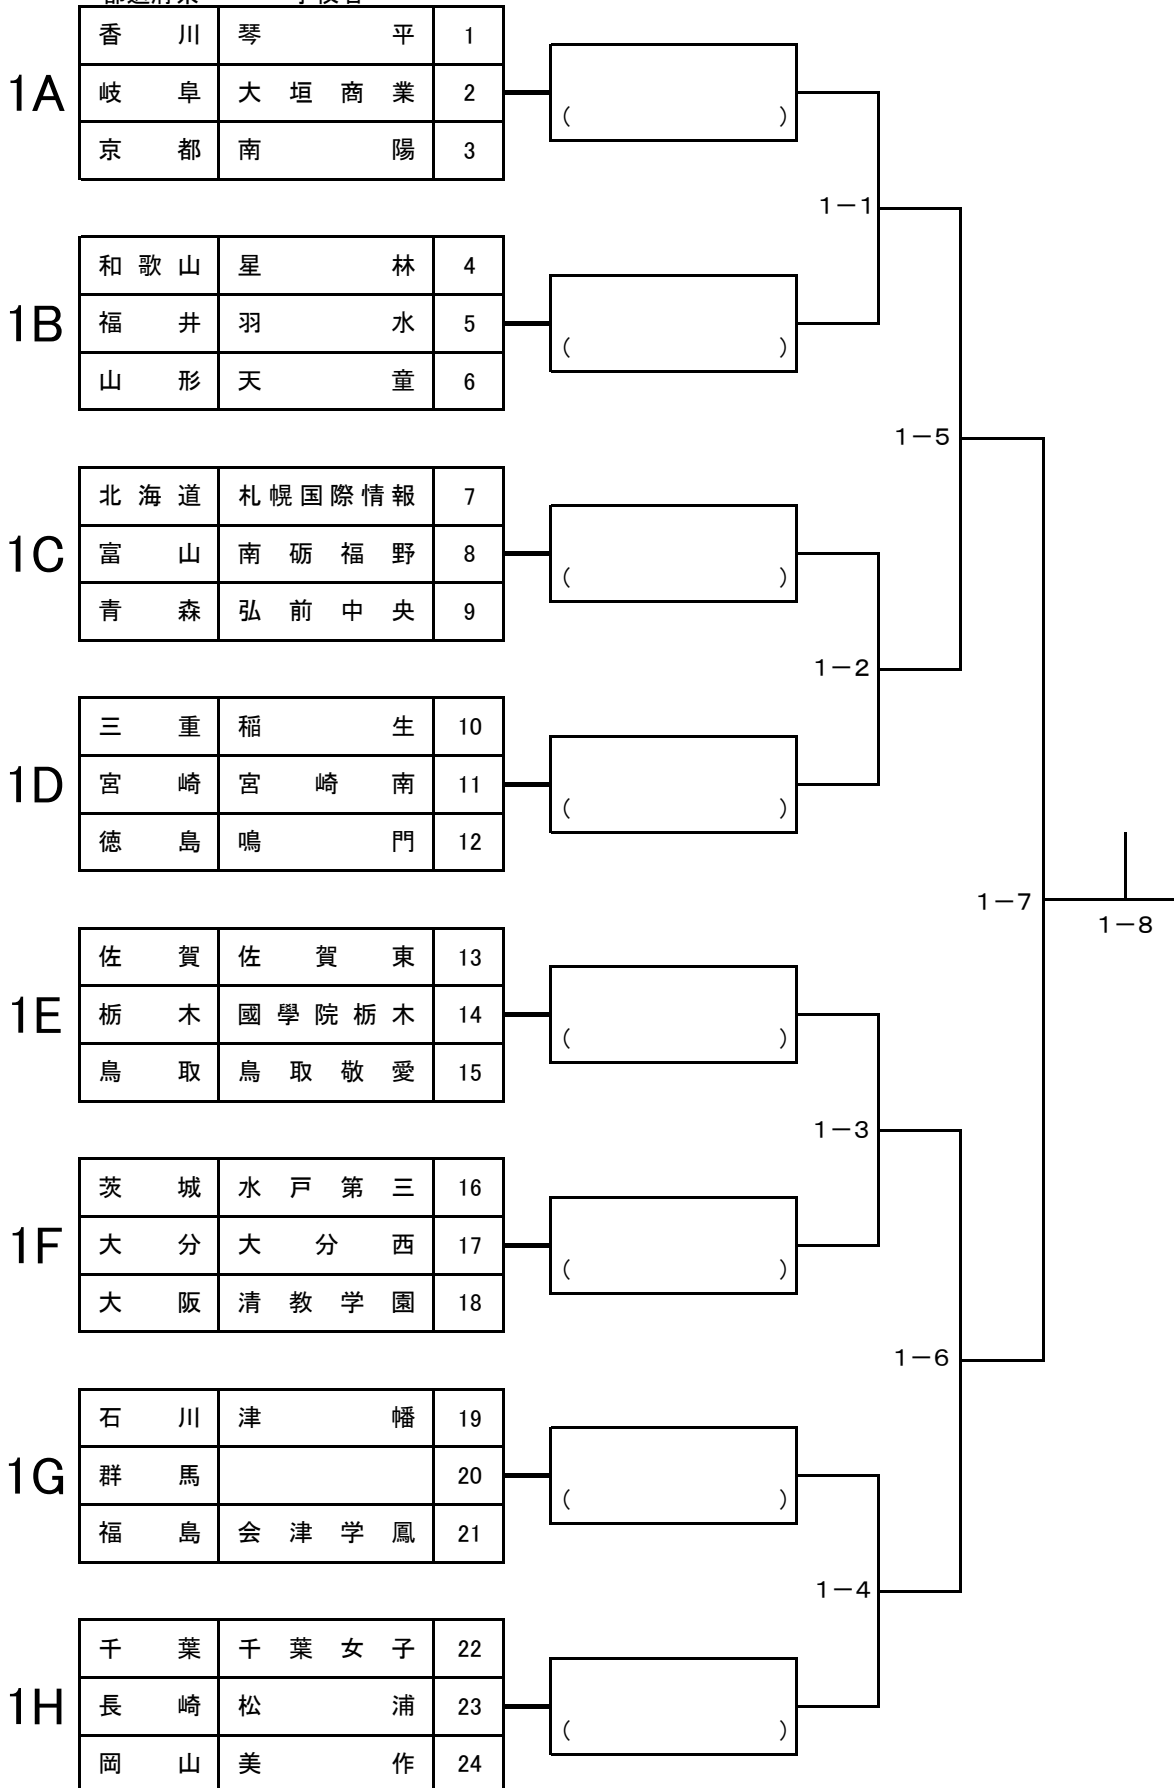 1A
香川 琴平 1
岐阜 大垣商業 2
京都 南陽 3
( )
1－1
1B
和歌山 星林 4
福井 羽水 5
山形 天童 6
( )
1－5
1C
北海道 札幌国際情報 7
富山 南砺福野 8
青森 弘前中央 9
( )
1－2
1D
三重 稲生 10
宮崎 宮崎南 11
徳島 鳴門 12
( )
1－7
1－8
1E
佐賀 佐賀東 13
栃木 國學院栃木 14
鳥取 鳥取敬愛 15
( )
1－3
1F
茨城 水戸第三 16
大分 大分西 17
大阪 清教学園 18
( )
1－6
1G
石川 津幡 19
群馬 20
福島 会津学鳳 21
( )
1－4
1H
千葉 千葉女子 22
長崎 松浦 23
岡山 美作 24
( )